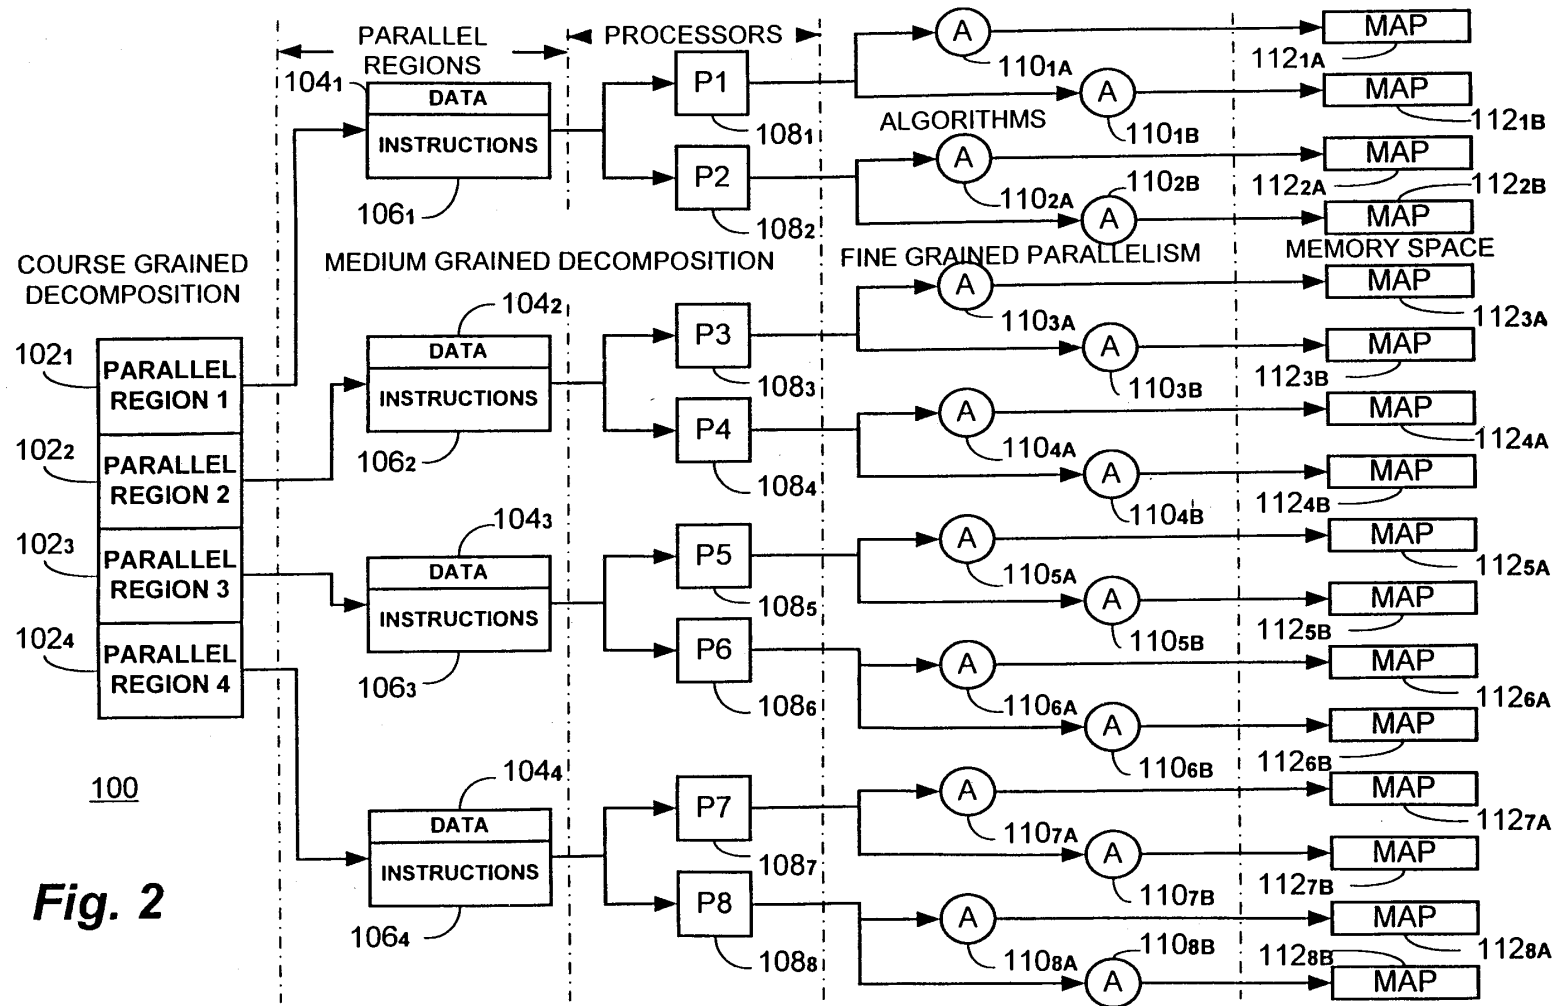 PARALLEL REGIONS
PROCESSORS
104₁
DATA
INSTRUCTIONS
106₁
P1
108₁
P2
108₂
A
110₁A
A
110₁B
ALGORITHMS
A
110₂A
110₂B
A
MAP
112₁A
MAP
112₁B
MAP
112₂A
112₂B
MAP
COURSE GRAINED
DECOMPOSITION
MEDIUM GRAINED DECOMPOSITION
FINE GRAINED PARALLELISM
MEMORY SPACE
102₁
PARALLEL
REGION 1
102₂
PARALLEL
REGION 2
102₃
PARALLEL
REGION 3
102₄
PARALLEL
REGION 4
104₂
DATA
INSTRUCTIONS
106₂
P3
108₃
P4
108₄
A
110₃A
A
110₃B
A
110₄A
A
110₄B
MAP
112₃A
MAP
112₃B
MAP
112₄A
MAP
112₄B
104₃
DATA
INSTRUCTIONS
106₃
P5
108₅
P6
108₆
A
110₅A
A
110₅B
A
110₆A
A
110₆B
MAP
112₅A
MAP
112₅B
MAP
112₆A
MAP
112₆B
104₄
DATA
INSTRUCTIONS
106₄
P7
108₇
P8
108₈
A
110₇A
A
110₇B
A
110₈A
110₈B
A
MAP
112₇A
MAP
112₇B
MAP
112₈A
112₈B
MAP
100
Fig. 2